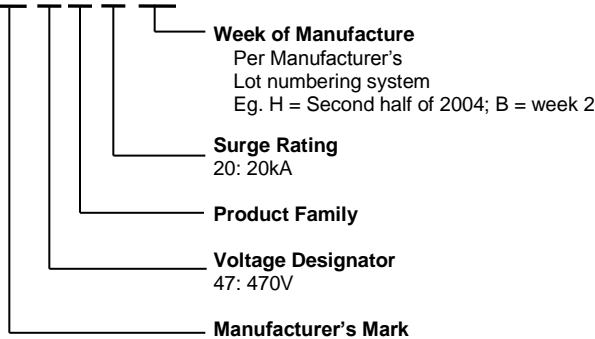 Week of Manufacture
Per Manufacturer's
Lot numbering system
Eg. H = Second half of 2004; B = week 2
Surge Rating
20: 20kA
Product Family
Voltage Designator
47: 470V
Manufacturer's Mark